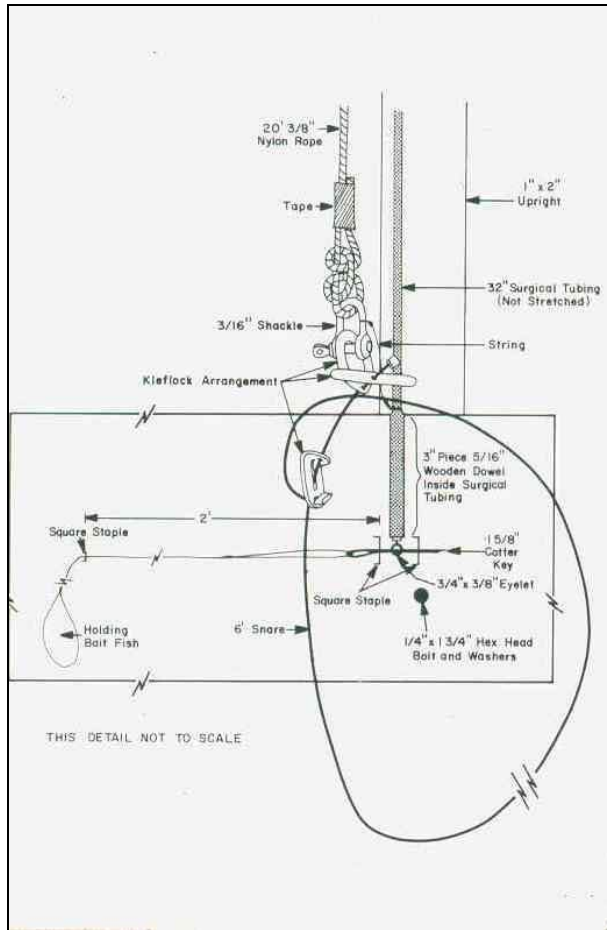 20' 3/8"
Nylon Rope
1" x 2"
Upright
Tape
32" Surgical Tubing
(Not Stretched)
3/16" Shackle
String
Kleflock Arrangement
3" Piece 5/16"
Wooden Dowel
Inside Surgical
Tubing
2'
Square Staple
1 5/8"
Cotter
Key
3/4" x 3/8" Eyelet
Square Staple
Holding
Bait Fish
6' Snare
1/4" x 1 3/4" Hex Head
Bolt and Washers
THIS DETAIL NOT TO SCALE